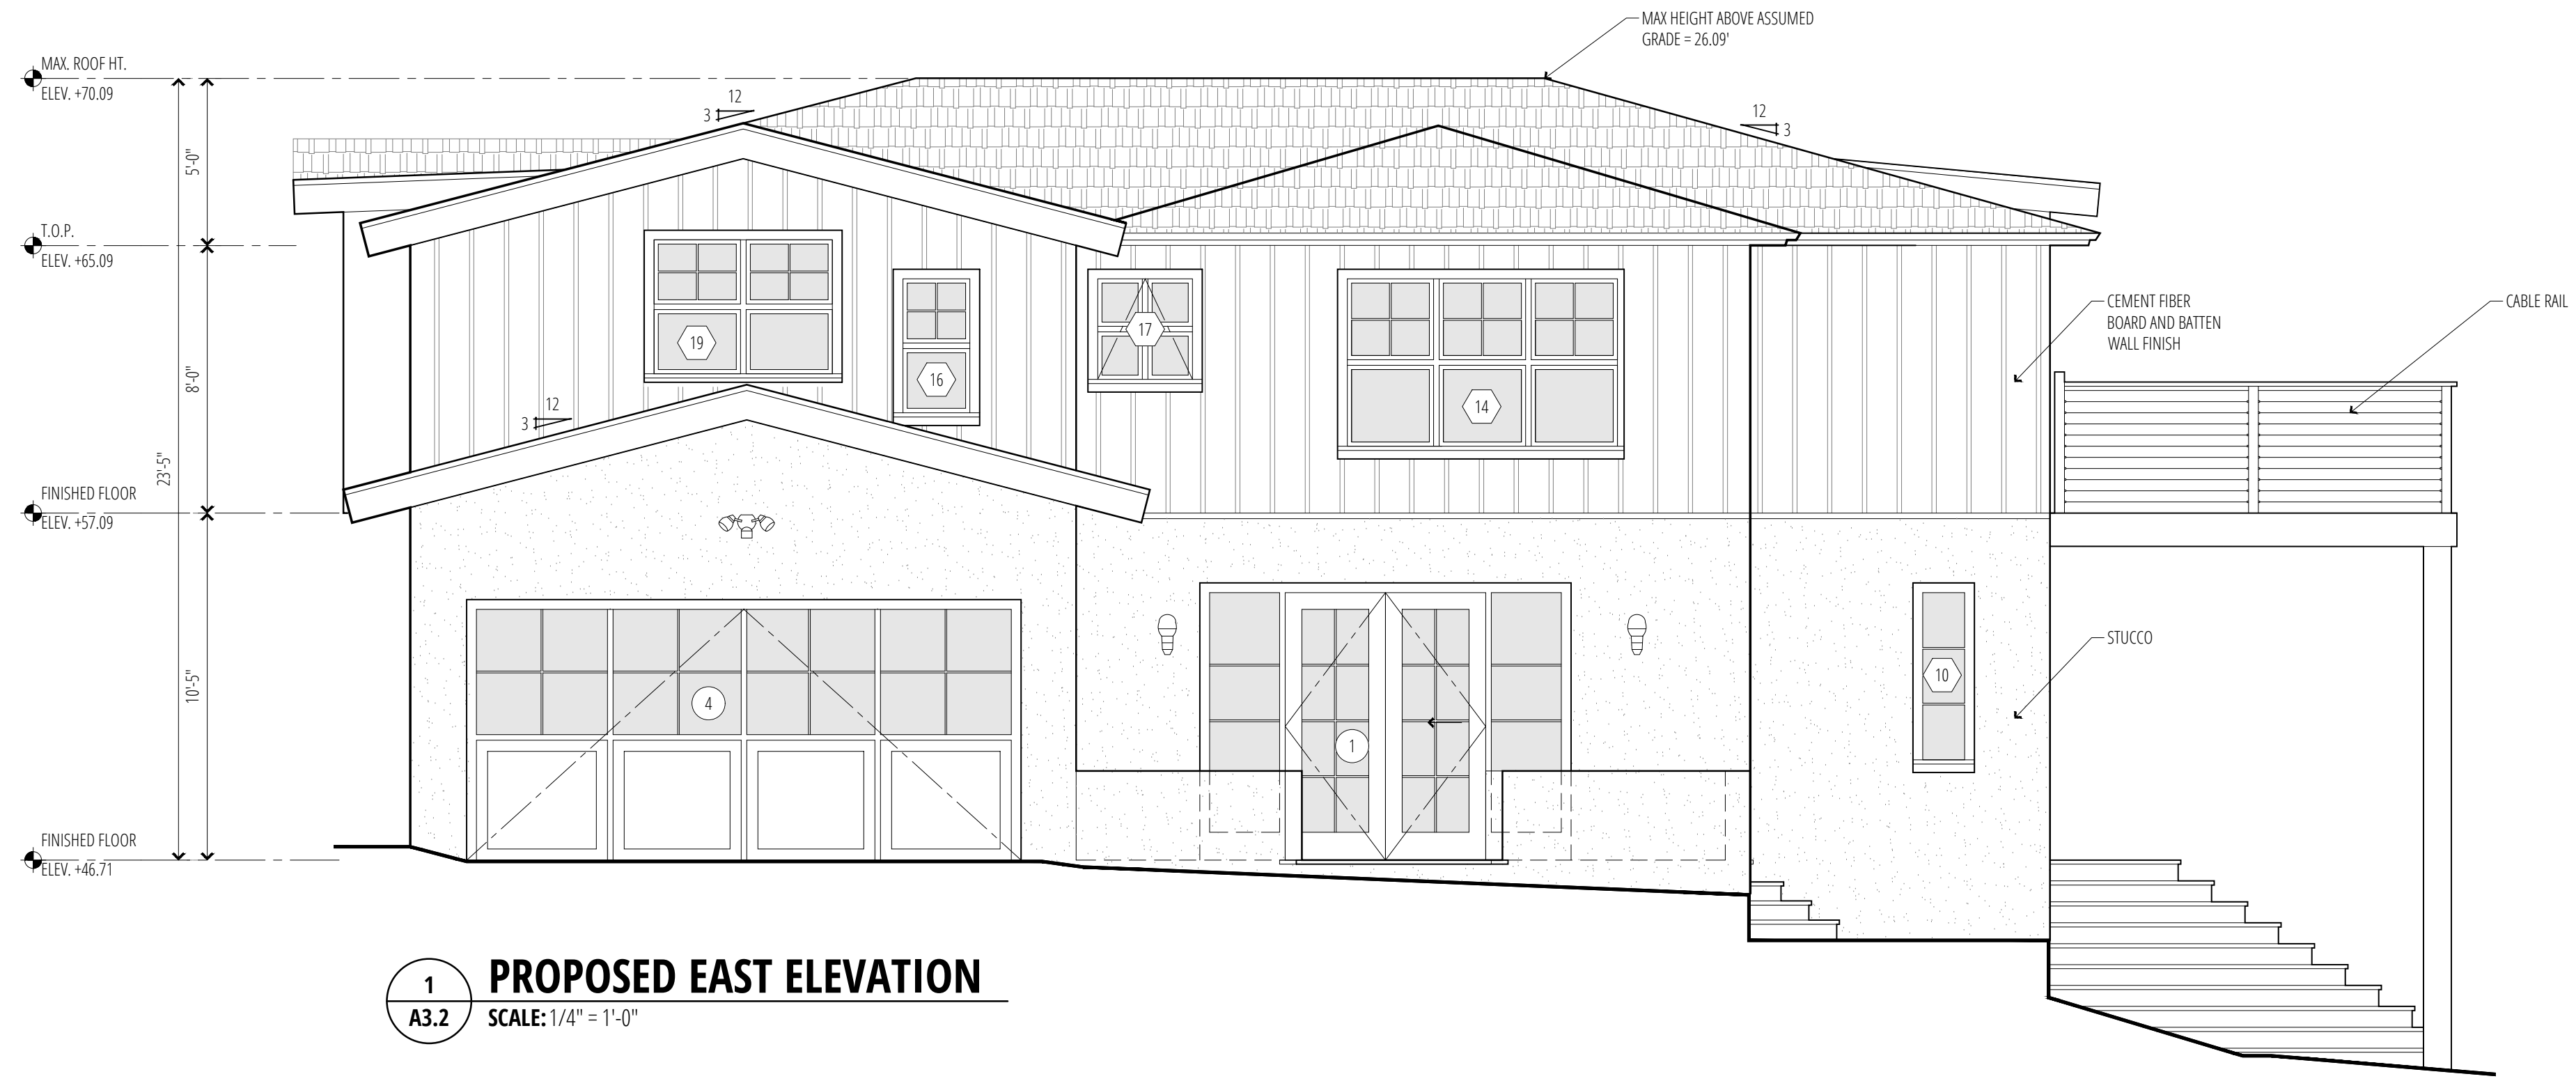 MAX HEIGHT ABOVE ASSUMED
GRADE = 26.09'
MAX. ROOF HT.
ELEV. +70.09
12
3
12
3
5'-0"
T.O.P.
ELEV. +65.09
CEMENT FIBER
BOARD AND BATTEN
WALL FINISH
CABLE RAIL
17
19
16
14
8'-0"
12
3
23'-5"
FINISHED FLOOR
ELEV. +57.09
STUCCO
10
10'-5"
4
1
FINISHED FLOOR
ELEV. +46.71
1
A3.2
PROPOSED EAST ELEVATION
SCALE: 1/4" = 1'-0"